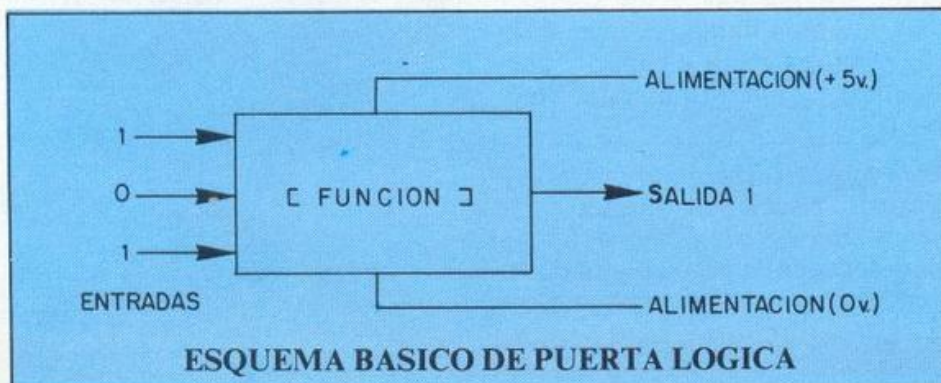 ALIMENTACION (+ 5v.)
1
0
[ FUNCION ]
SALIDA 1
1
ENTRADAS
ALIMENTACION (0v.)
ESQUEMA BASICO DE PUERTA LOGICA